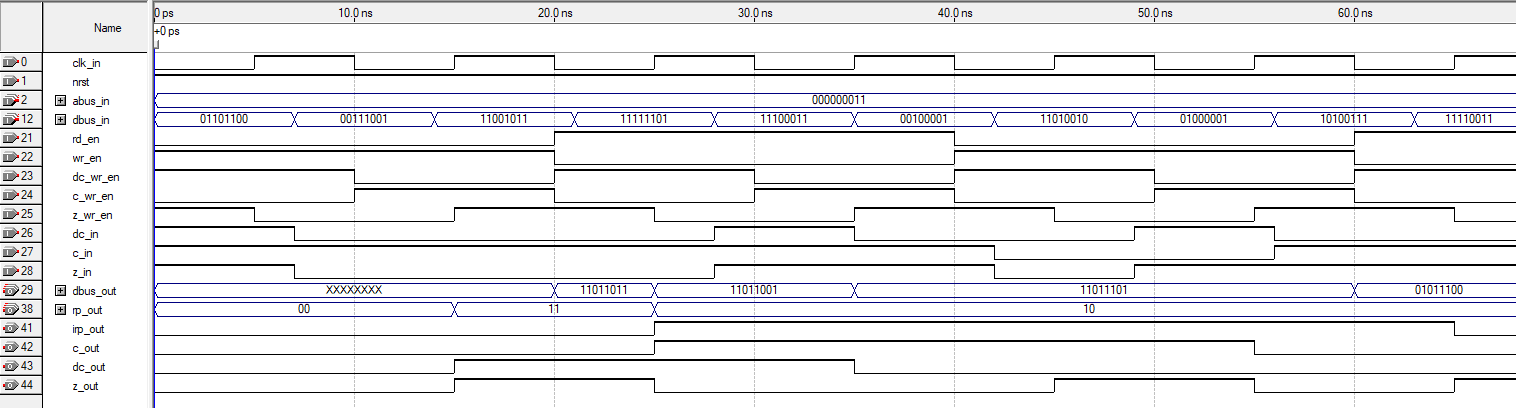 Name
0 ps 10.0 ns 20.0 ns 30.0 ns 40.0 ns 50.0 ns 60.0 ns
+0 ps
0 clk_in
1 nrst
2 abus_in 000000011
12 dbus_in 01101100 00111001 11001011 11111101 11100011 00100001 11010010 01000001 10100111 11110011
21 rd_en
22 wr_en
23 dc_wr_en
24 c_wr_en
25 z_wr_en
26 dc_in
27 c_in
28 z_in
29 dbus_out XXXXXXXX 11011011 11011001 11011101 01011100
38 rp_out 00 11 10
41 irp_out
42 c_out
43 dc_out
44 z_out